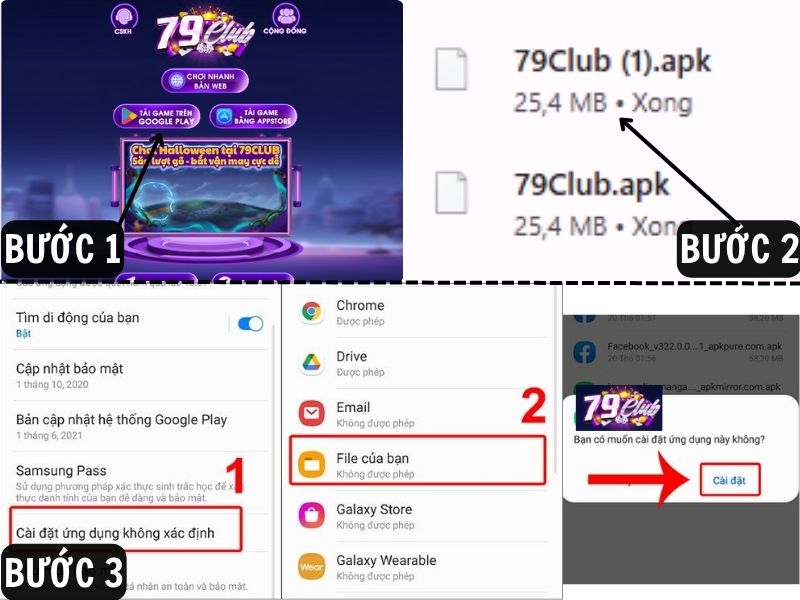 CSKH
79Club
CỘNG ĐỒNG
CHƠI NHANH
BẢN WEB
TẢI GAME TRÊN
GOOGLE PLAY
TẢI GAME
BẰNG APPSTORE
Chơi Halloween tại 79CLUB
Săn lượt gõ - bắt vận may cực dễ
BƯỚC 1
79Club (1).apk
25,4 MB • Xong
79Club.apk
25,4 MB • Xong
BƯỚC 2
Tìm di động của bạn
Bật
Cập nhật bảo mật
1 tháng 10, 2020
Bản cập nhật hệ thống Google Play
1 tháng 6, 2021
Samsung Pass
Sử dụng phương pháp xác thực sinh trắc học để xác
thực danh tính của bạn dễ dàng và bảo mật.
1
Cài đặt ứng dụng không xác định
BƯỚC 3
cá nhân an toàn và bảo mật.
Chrome
Được phép
Drive
Được phép
Email
Không được phép
2
File của bạn
Không được phép
Galaxy Store
Không được phép
Wear
Galaxy Wearable
Không được phép
20 Th6 01:57
58,20 MB
Facebook_v322.0.0...1_apkpure.com.apk
20 Th6 01:56
58,20 MB
apkmirror.com.apk
79Club
Bạn có muốn cài đặt ứng dụng này không?
Cài đặt